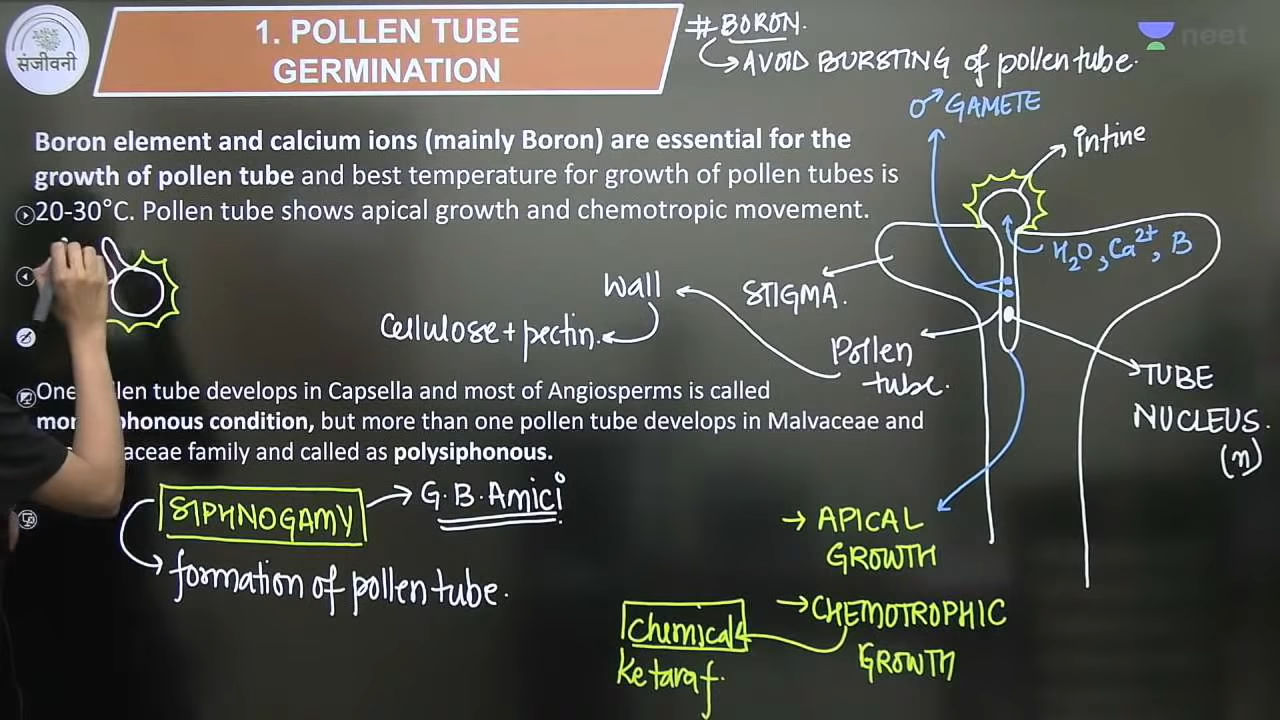 संजीवनी
1. POLLEN TUBE
GERMINATION
# BORON.
AVOID BURSTING of pollen tube.
neet
Boron element and calcium ions (mainly Boron) are essential for the
growth of pollen tube and best temperature for growth of pollen tubes is
20-30°C. Pollen tube shows apical growth and chemotropic movement.
♂ GAMETE
Intine
H2O, Ca2+, B
STIGMA.
Wall
Cellulose + pectin.
Pollen
tube.
TUBE
NUCLEUS.
(n)
One len tube develops in Capsella and most of Angiosperms is called
mon phonous condition, but more than one pollen tube develops in Malvaceae and
aceae family and called as polysiphonous.
SIPHNOGAMY
G.B.Amici
formation of pollen tube.
→ APICAL
GROWTH
→ CHEMOTROPHIC
GROWTH
Chemical
Ketaraf.